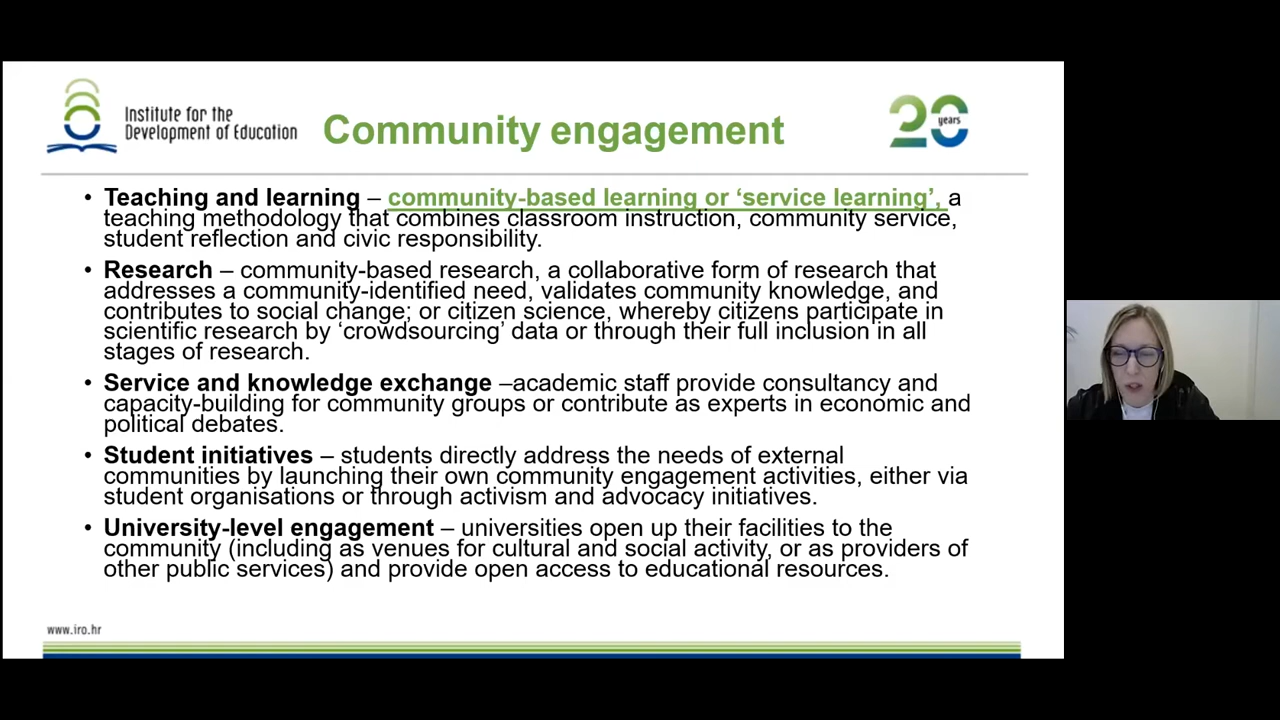 Institute for the
Development of Education
Community engagement
20
years
• Teaching and learning – community-based learning or ‘service learning’, a
teaching methodology that combines classroom instruction, community service,
student reflection and civic responsibility.
• Research – community-based research, a collaborative form of research that
addresses a community-identified need, validates community knowledge, and
contributes to social change; or citizen science, whereby citizens participate in
scientific research by ‘crowdsourcing’ data or through their full inclusion in all
stages of research.
• Service and knowledge exchange –academic staff provide consultancy and
capacity-building for community groups or contribute as experts in economic and
political debates.
• Student initiatives – students directly address the needs of external
communities by launching their own community engagement activities, either via
student organisations or through activism and advocacy initiatives.
• University-level engagement – universities open up their facilities to the
community (including as venues for cultural and social activity, or as providers of
other public services) and provide open access to educational resources.
www.iro.hr